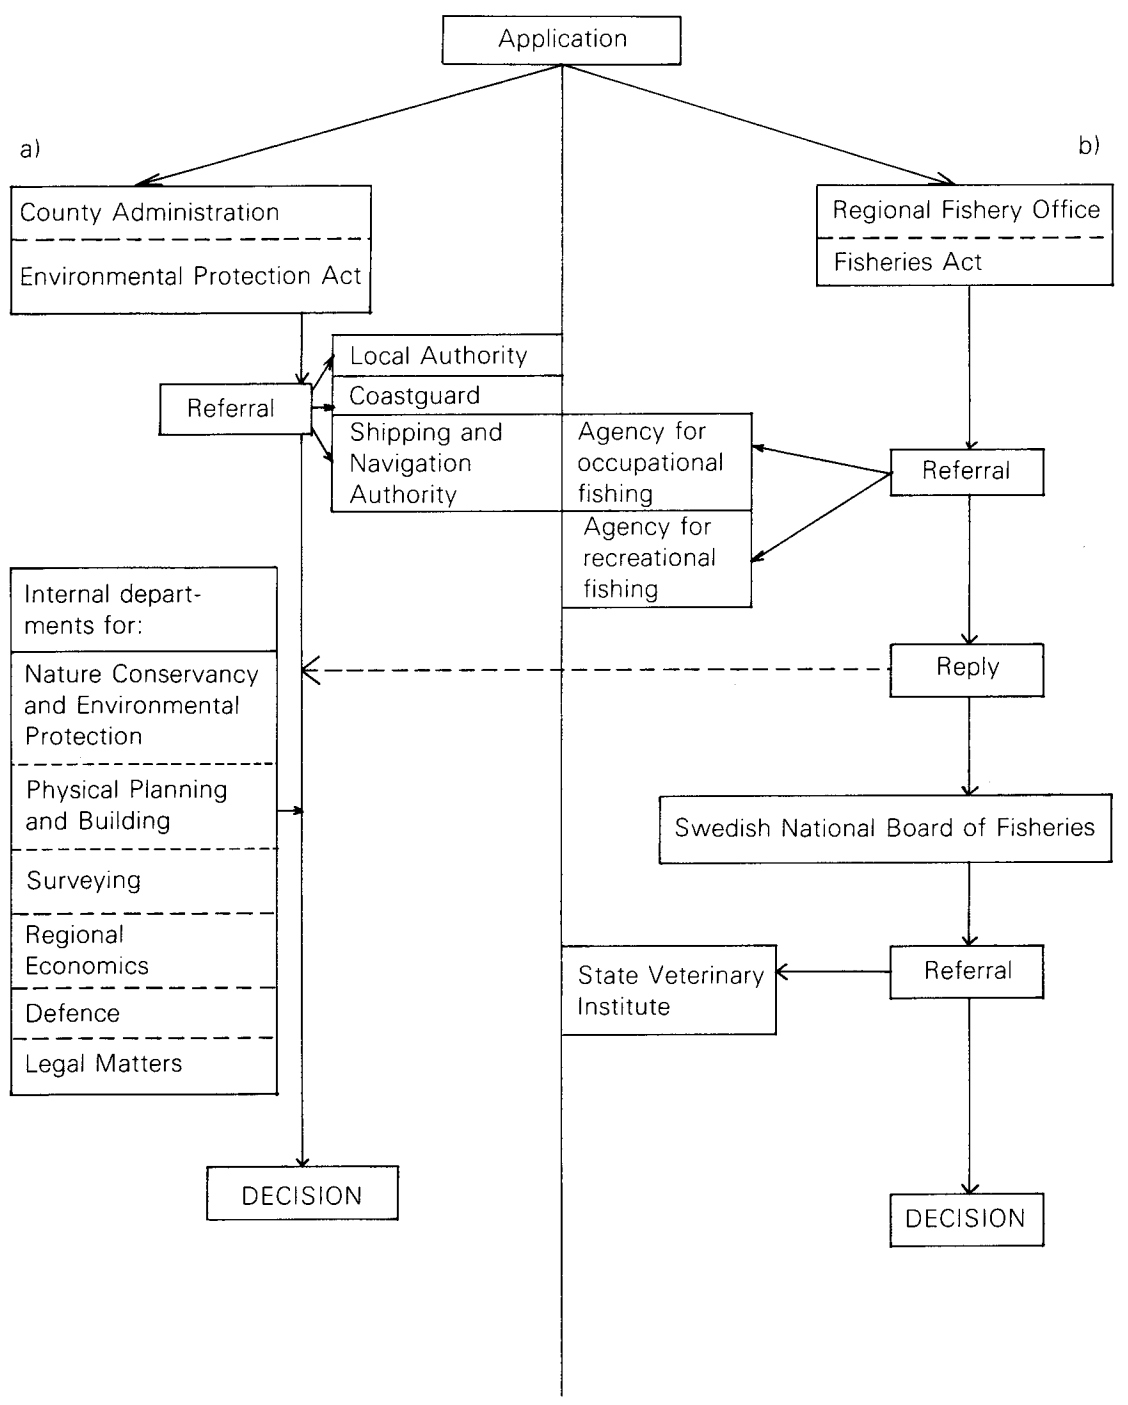 Application
a)
b)
County Administration
Environmental Protection Act
Regional Fishery Office
Fisheries Act
Referral
Local Authority
Coastguard
Shipping and
Navigation
Authority
Agency for
occupational
fishing
Agency for
recreational
fishing
Referral
Internal depart-
ments for:
Nature Conservancy
and Environmental
Protection
Physical Planning
and Building
Surveying
Regional
Economics
Defence
Legal Matters
Reply
Swedish National Board of Fisheries
Referral
State Veterinary
Institute
DECISION
DECISION